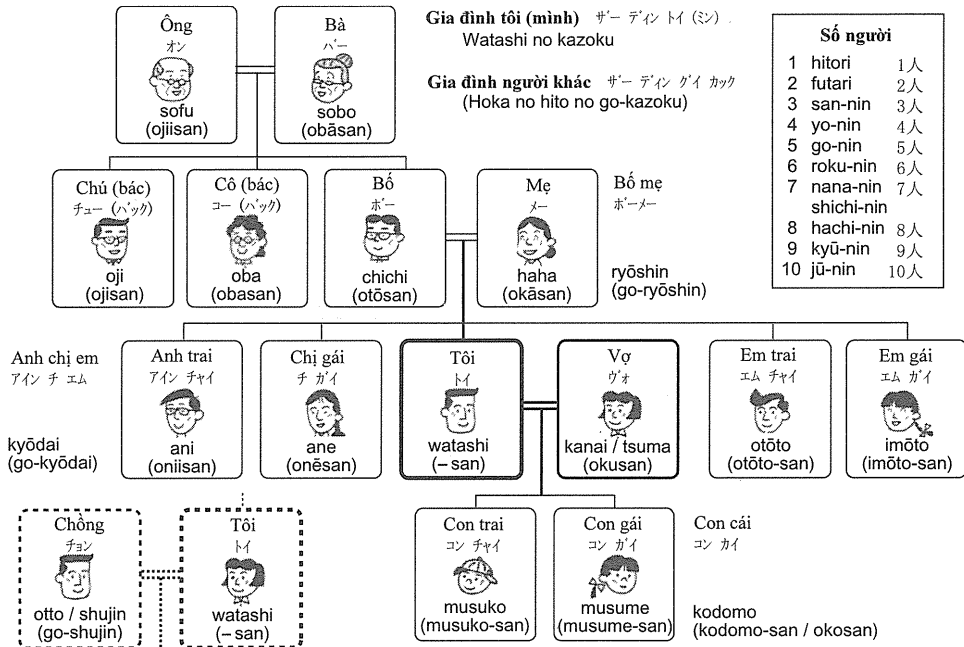 Ông
オン
sofu
(ojiisan)
Bà
バー
sobo
(obāsan)
Gia đình tôi (mình) ザー ディン トイ (ミン)
Watashi no kazoku
Gia đình người khác ザー ディン グイ カック
(Hoka no hito no go-kazoku)
Số người
1 hitori 1人
2 futari 2人
3 san-nin 3人
4 yo-nin 4人
5 go-nin 5人
6 roku-nin 6人
7 nana-nin 7人
shichi-nin
8 hachi-nin 8人
9 kyū-nin 9人
10 jū-nin 10人
Chú (bác)
チュー (バック)
oji
(ojisan)
Cô (bác)
コー (バック)
oba
(obasan)
Bố
ボー
chichi
(otōsan)
Mẹ
メー
haha
(okāsan)
Bố mẹ
ボーメー
ryōshin
(go-ryōshin)
Anh chị em
アイン チ エム
kyōdai
(go-kyōdai)
Anh trai
アイン チャイ
ani
(oniisan)
Chị gái
チ ガイ
ane
(onēsan)
Tôi
トイ
watashi
(– san)
Vợ
ヴォ
kanai / tsuma
(okusan)
Em trai
エム チャイ
otōto
(otōto-san)
Em gái
エム ガイ
imōto
(imōto-san)
Chồng
チョン
otto / shujin
(go-shujin)
Tôi
トイ
watashi
(– san)
Con trai
コン チャイ
musuko
(musuko-san)
Con gái
コン ガイ
musume
(musume-san)
Con cái
コン カイ
kodomo
(kodomo-san / okosan)